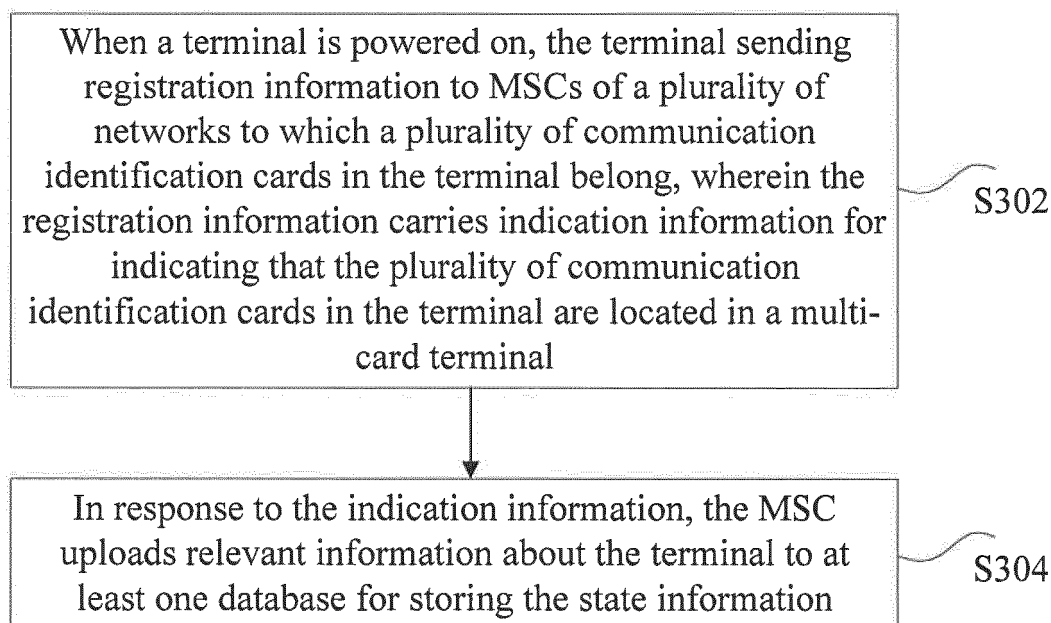 When a terminal is powered on, the terminal sending
registration information to MSCs of a plurality of
networks to which a plurality of communication
identification cards in the terminal belong, wherein the
registration information carries indication information for
indicating that the plurality of communication
identification cards in the terminal are located in a multi-
card terminal
S302
In response to the indication information, the MSC
uploads relevant information about the terminal to at
least one database for storing the state information
S304